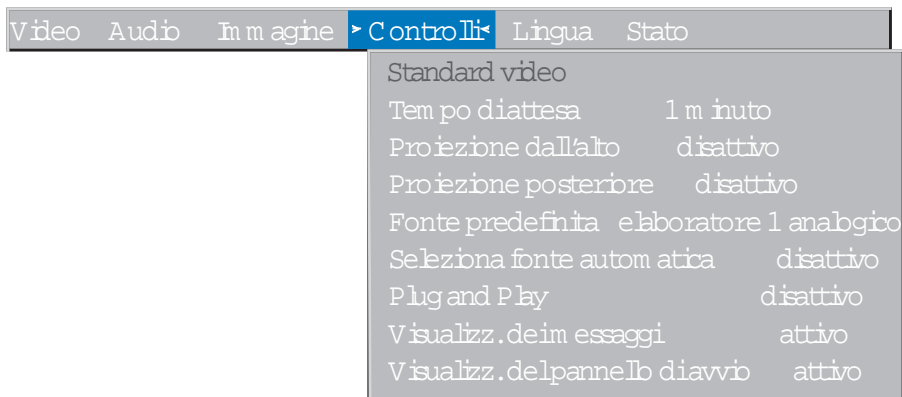 Video Audio Immagine Controlli Lingua Stato
Standard video
Tempo di attesa 1 minuto
Proiezione dall'alto disattivo
Proiezione posteriore disattivo
Fonte predefinita elaboratore 1 analogico
Seleziona fonte automatica disattivo
Plug and Play disattivo
Visualizz. dei messaggi attivo
Visualizz. del pannello di avvio attivo